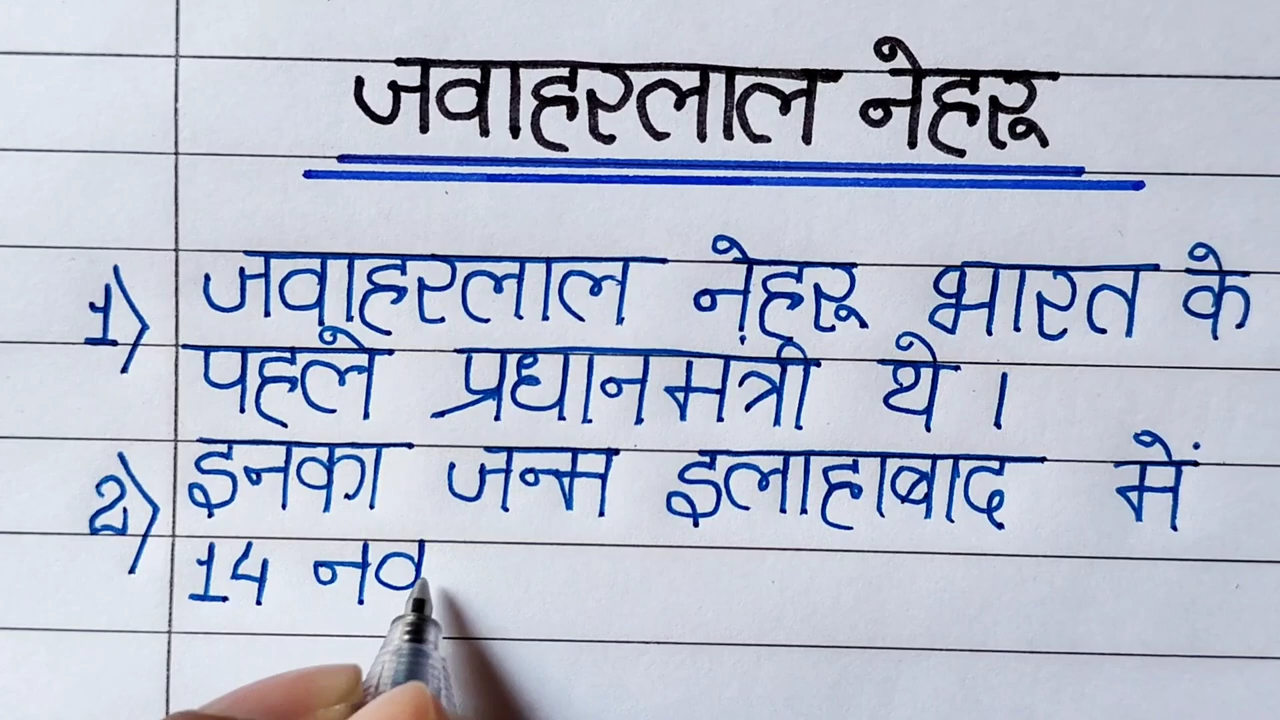 जवाहरलाल नेहरू
1) जवाहरलाल नेहरू भारत के
पहले प्रधानमंत्री थे ।
2) इनका जन्म इलाहाबाद में
14 नव